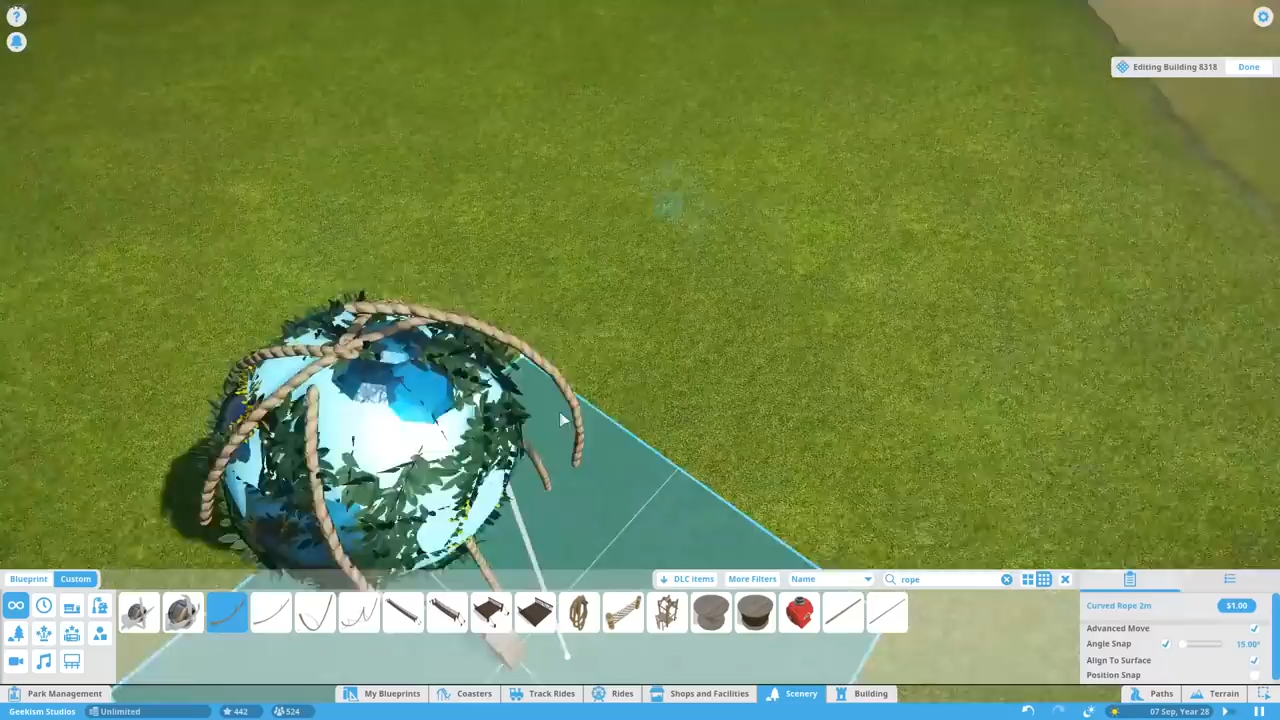 ?
Editing Building 8318 Done
Blueprint Custom DLC items More Filters Name rope
Curved Rope 2m $1.00
Advanced Move
Angle Snap 15.00°
Align To Surface
Position Snap
Park Management My Blueprints Coasters Track Rides Rides Shops and Facilities Scenery Building Paths Terrain
Geekism Studios Unlimited 442 524 07 Sep, Year 28